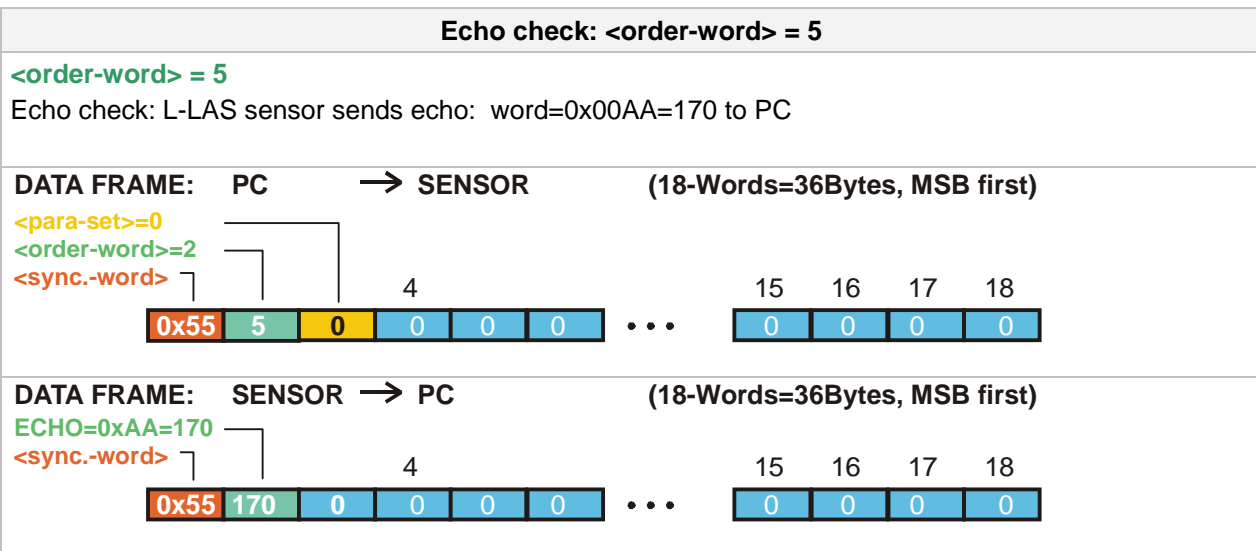 Echo check: <order-word> = 5
<order-word> = 5
Echo check: L-LAS sensor sends echo:  word=0x00AA=170 to PC
DATA FRAME: PC → SENSOR (18-Words=36Bytes, MSB first)
<para-set>=0
<order-word>=2
<sync.-word>
4 15 16 17 18
0x55 5 0 0 0 0 • • • 0 0 0 0
DATA FRAME: SENSOR → PC (18-Words=36Bytes, MSB first)
ECHO=0xAA=170
<sync.-word>
4 15 16 17 18
0x55 170 0 0 0 0 • • • 0 0 0 0